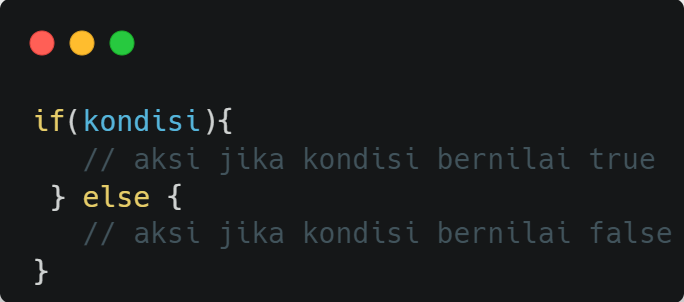 if(kondisi){
// aksi jika kondisi bernilai true
} else {
// aksi jika kondisi bernilai false
}